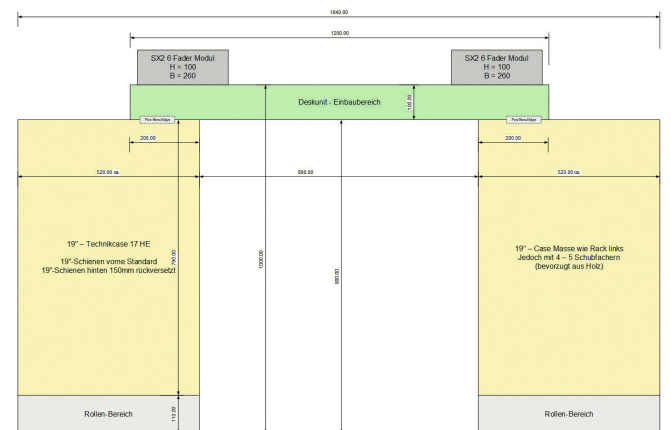 1840.00
1200.00
SX2 6 Fader Modul
H = 100
B = 260
SX2 6 Fader Modul
H = 100
B = 260
Deskunit - Einbaubereich
100.00
Pos-Beschläge
Pos-Beschläge
200.00
200.00
520.00 ca.
800.00
520.00 ca.
19" – Technikcase 17 HE
19"-Schienen vorne Standard
19"-Schienen hinten 150mm rückversetzt
790.00
1000.00
900.00
19" – Case Masse wie Rack links
Jedoch mit 4 – 5 Schubfächern
(bevorzugt aus Holz)
Rollen-Bereich
110.00
Rollen-Bereich